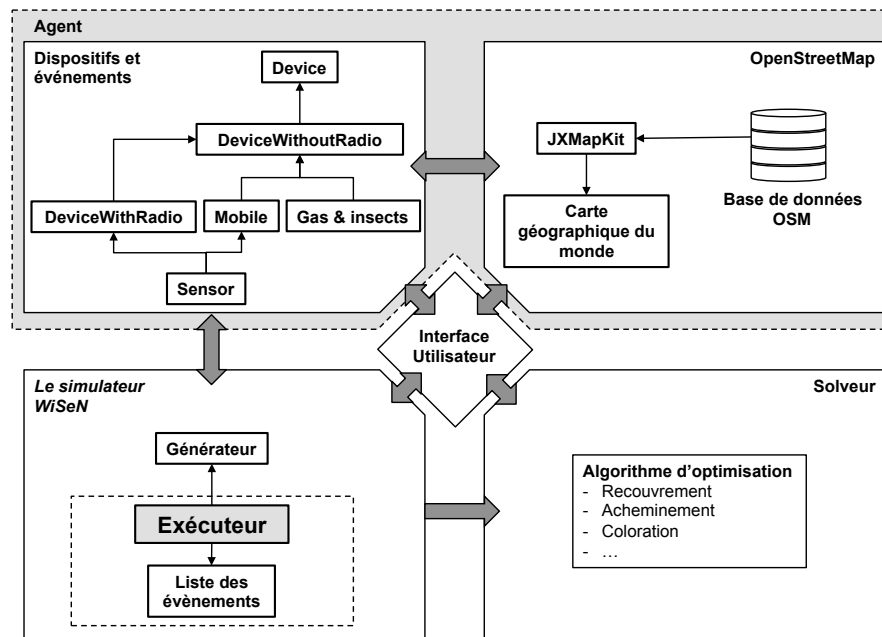 Agent
Dispositifs et
événements
Device
DeviceWithoutRadio
DeviceWithRadio
Mobile
Gas & insects
Sensor
OpenStreetMap
JXMapKit
Carte
géographique du
monde
Base de données
OSM
Interface
Utilisateur
Le simulateur
WiSeN
Générateur
Exécuteur
Liste des
évènements
Solveur
Algorithme d'optimisation
- Recouvrement
- Acheminement
- Coloration
- ...